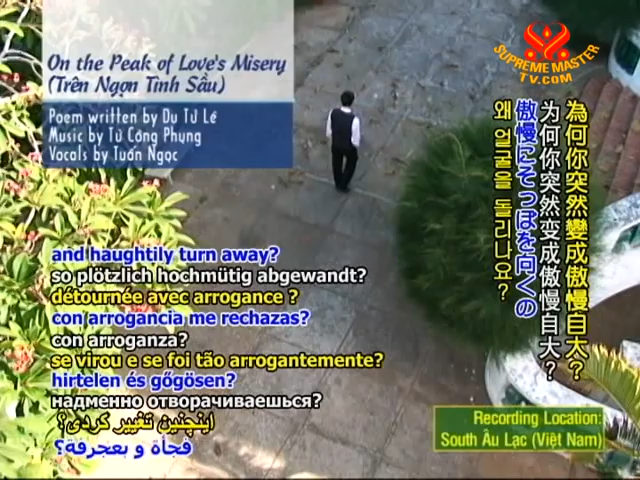 On the Peak of Love's Misery
(Trên Ngọn Tình Sầu)
Poem written by Du Tử Lê
Music by Từ Công Phụng
Vocals by Tuấn Ngọc
SUPREME MASTER
TV.COM
為何你突然變成傲慢自大?
为何你突然变成傲慢自大?
傲慢にそっぽを向くの
왜 얼굴을 돌리나요?
and haughtily turn away?
so plötzlich hochmütig abgewandt?
détournée avec arrogance ?
con arrogancia me rechazas?
con arroganza?
se virou e se foi tão arrogantemente?
hirtelen és gőgösen?
надменно отворачиваешься?
اینچنین تغییر کردی؟
فجأة و بعجرفة؟
Recording Location:
South Âu Lạc (Việt Nam)